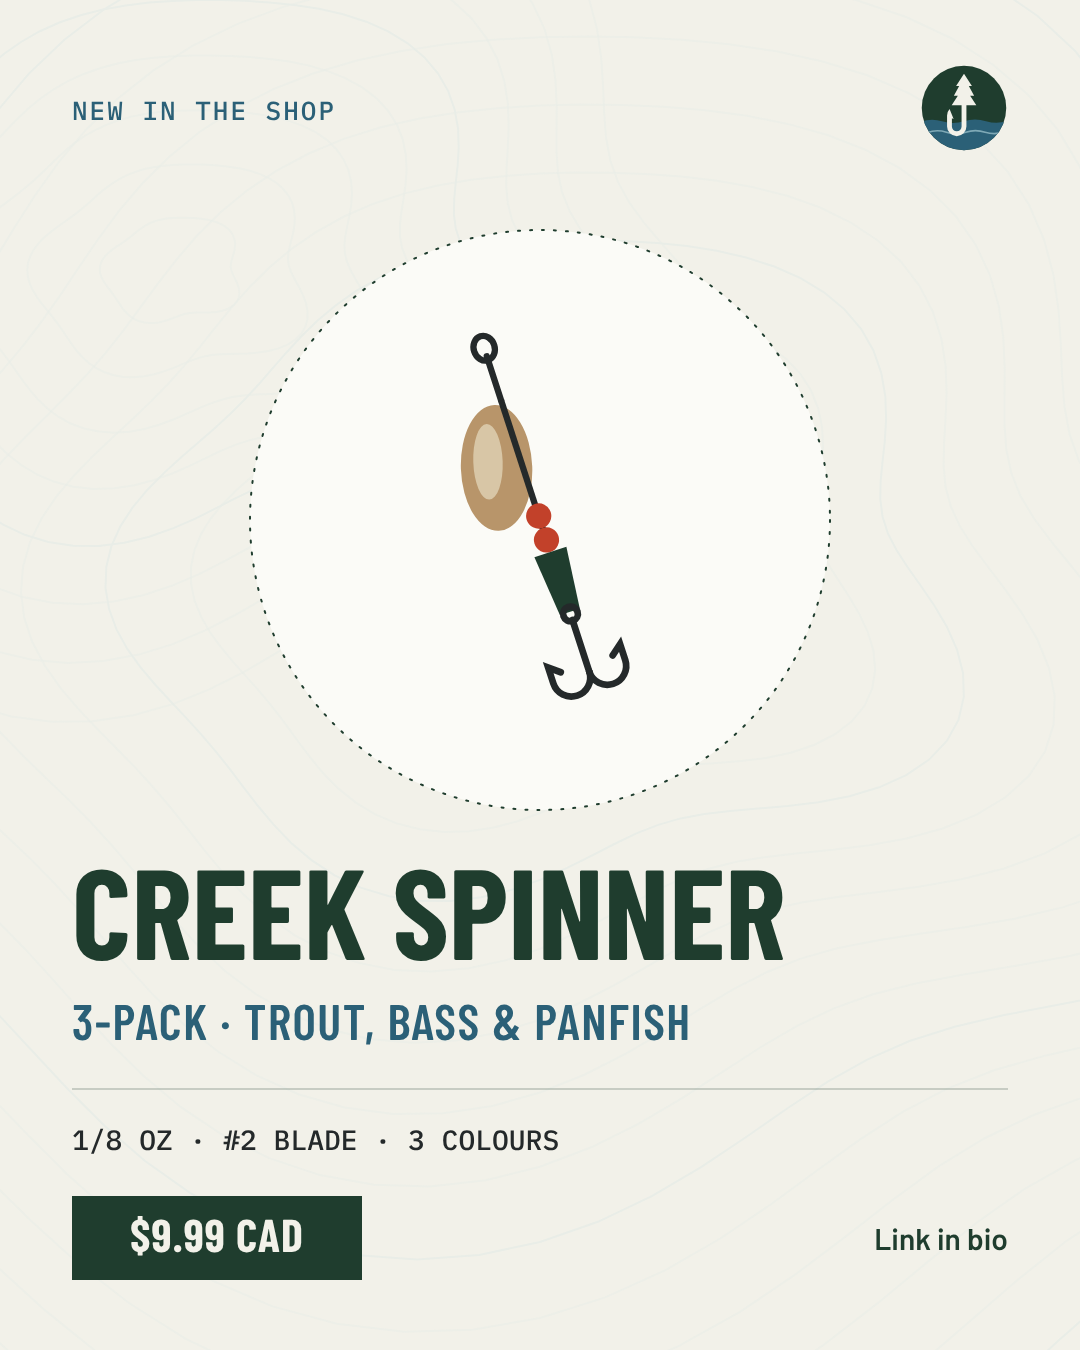 NEW IN THE SHOP
CREEK SPINNER
3-PACK · TROUT, BASS & PANFISH
1/8 OZ · #2 BLADE · 3 COLOURS
$9.99 CAD
Link in bio